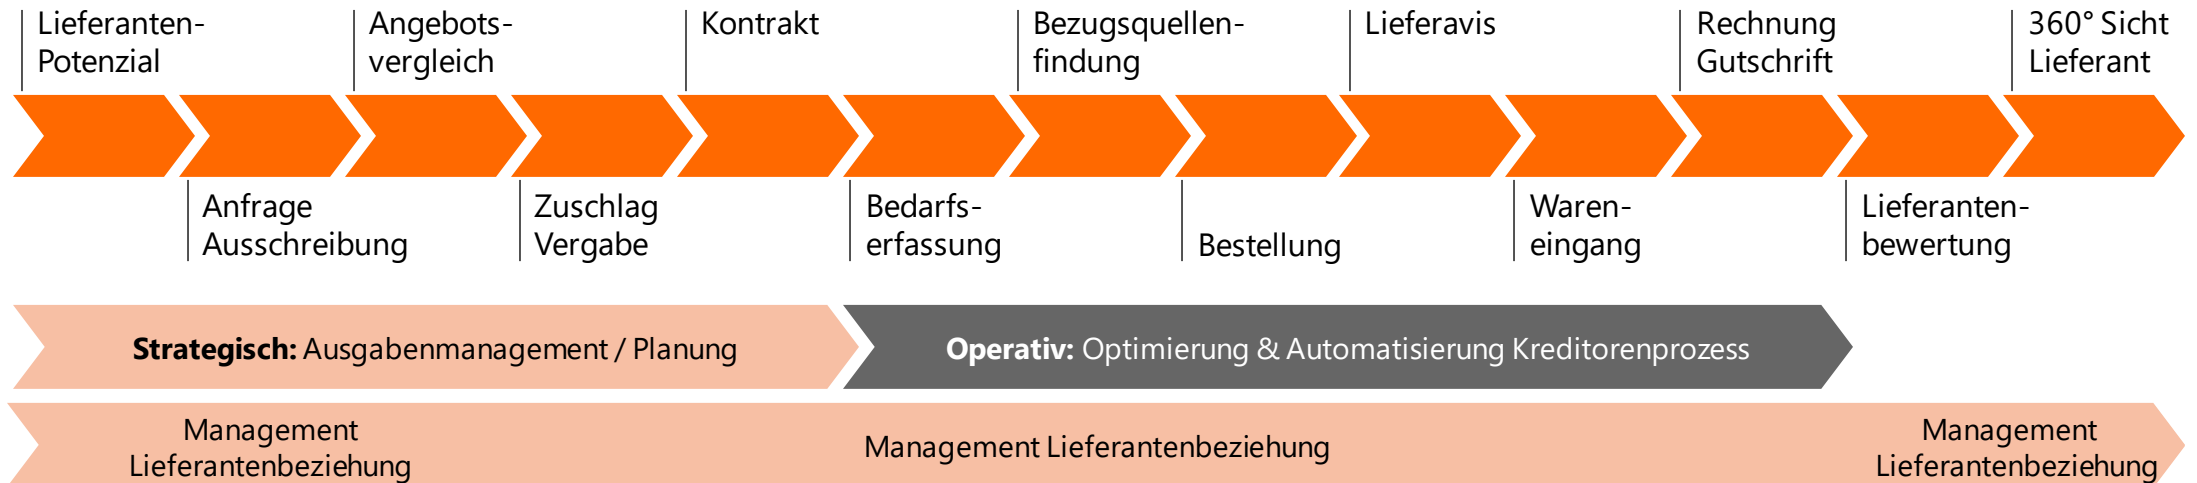 Lieferanten-
Potenzial
Angebots-
vergleich
Kontrakt
Bezugsquellen-
findung
Lieferavis
Rechnung
Gutschrift
360° Sicht
Lieferant
Anfrage
Ausschreibung
Zuschlag
Vergabe
Bedarfs-
erfassung
Bestellung
Waren-
eingang
Lieferanten-
bewertung
Strategisch: Ausgabenmanagement / Planung
Operativ: Optimierung & Automatisierung Kreditorenprozess
Management
Lieferantenbeziehung
Management Lieferantenbeziehung
Management
Lieferantenbeziehung